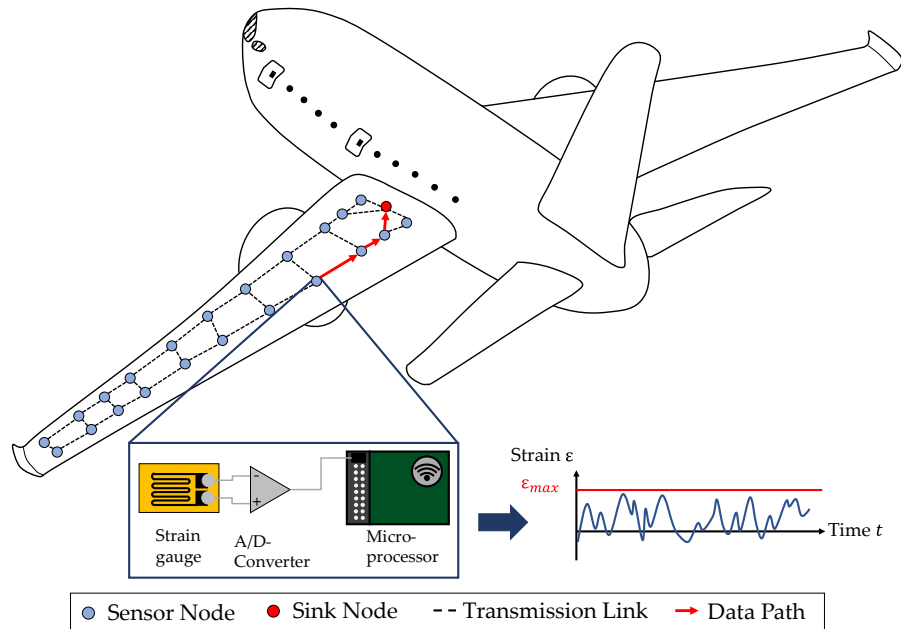 Strain ε
ε_max
Time t
-
+
Strain
gauge
A/D-
Converter
Micro-
processor
Sensor Node
Sink Node
Transmission Link
Data Path